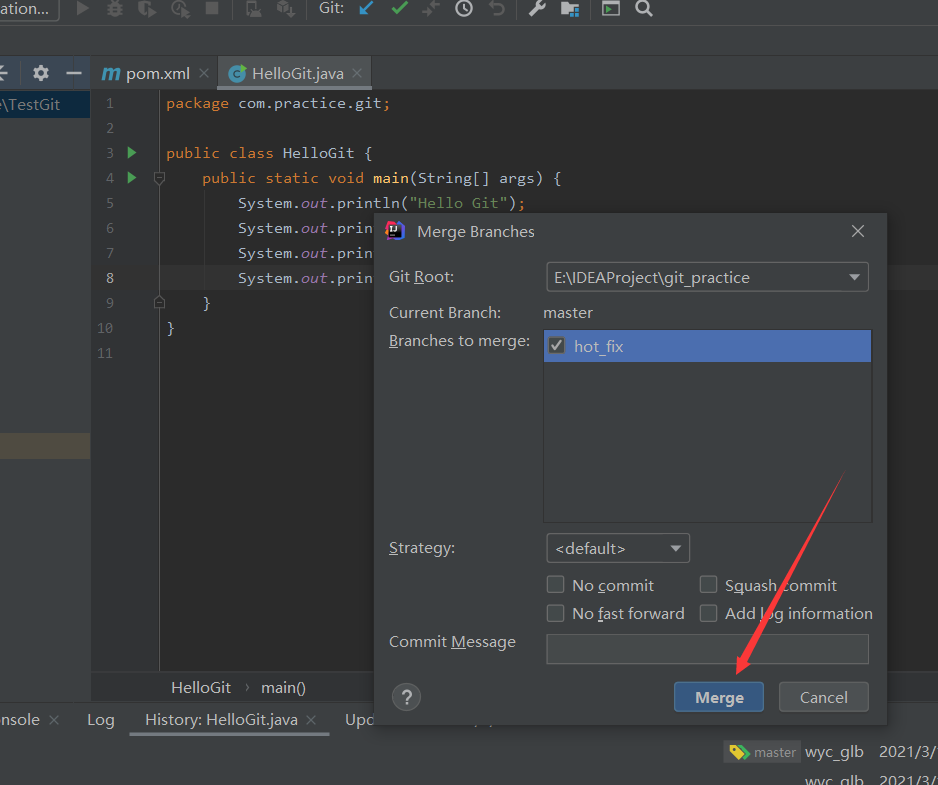 ation...
Git:
pom.xml
HelloGit.java
\TestGit
1 package com.practice.git;
2
3 public class HelloGit {
4 public static void main(String[] args) {
5 System.out.println("Hello Git");
6 System.out.prin
7 System.out.prin
8 System.out.prin
9 }
10 }
11
Merge Branches
Git Root: E:\IDEAProject\git_practice
Current Branch: master
Branches to merge: hot_fix
Strategy: <default>
No commit Squash commit
No fast forward Add log information
Commit Message
? Merge Cancel
HelloGit › main()
onsole Log History: HelloGit.java Upd
master wyc_glb 2021/3/
wyc_glb 2021/3/